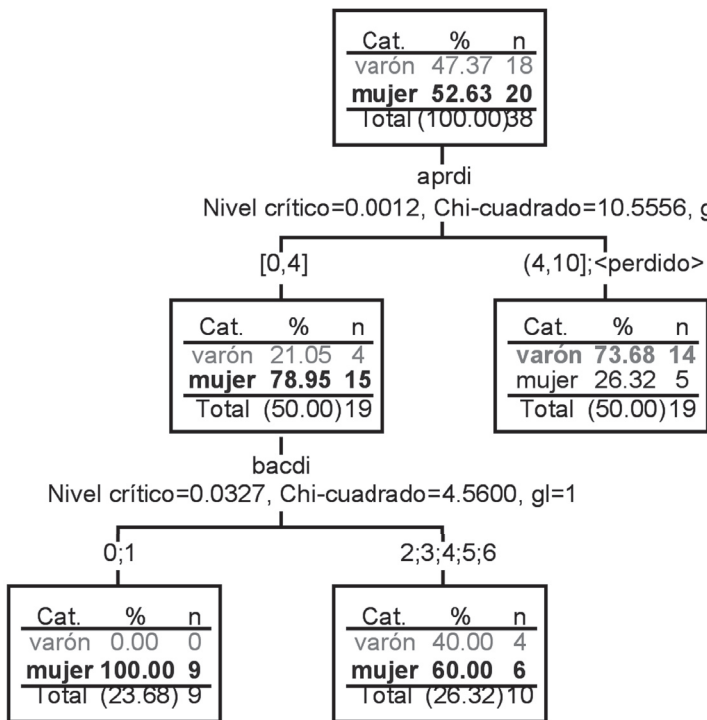 Cat. % n
varón 47.37 18
mujer 52.63 20
Total (100.00)38
aprdi
Nivel crítico=0.0012, Chi-cuadrado=10.5556, g
[0,4] (4,10];<perdido>
Cat. % n Cat. % n
varón 21.05 4 varón 73.68 14
mujer 78.95 15 mujer 26.32 5
Total (50.00) 19 Total (50.00) 19
bacdi
Nivel crítico=0.0327, Chi-cuadrado=4.5600, gl=1
0;1 2;3;4;5;6
Cat. % n Cat. % n
varón 0.00 0 varón 40.00 4
mujer 100.00 9 mujer 60.00 6
Total (23.68) 9 Total (26.32) 10